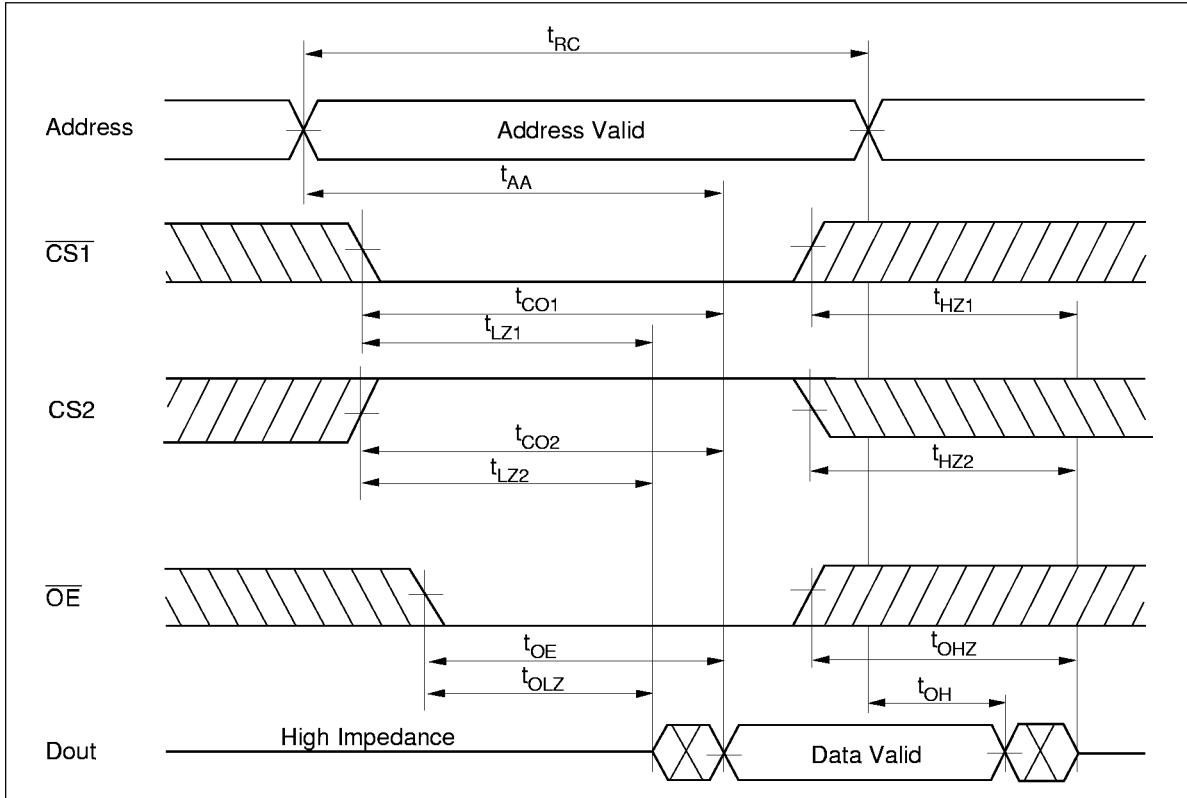 tRC
Address
Address Valid
tAA
CS1
tCO1
tHZ1
tLZ1
CS2
tCO2
tHZ2
tLZ2
OE
tOE
tOHZ
tOLZ
tOH
High Impedance
Dout
Data Valid